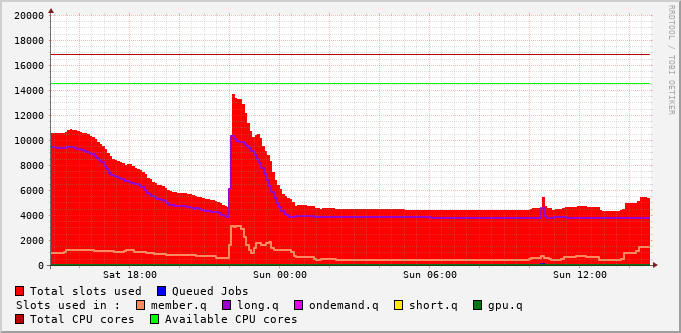 RRDTOOL / TOBI OETIKER
20000
18000
16000
14000
12000
10000
8000
6000
4000
2000
0
Sat 18:00 Sun 00:00 Sun 06:00 Sun 12:00
Total slots used Queued Jobs
Slots used in : member.q long.q ondemand.q short.q gpu.q
Total CPU cores Available CPU cores